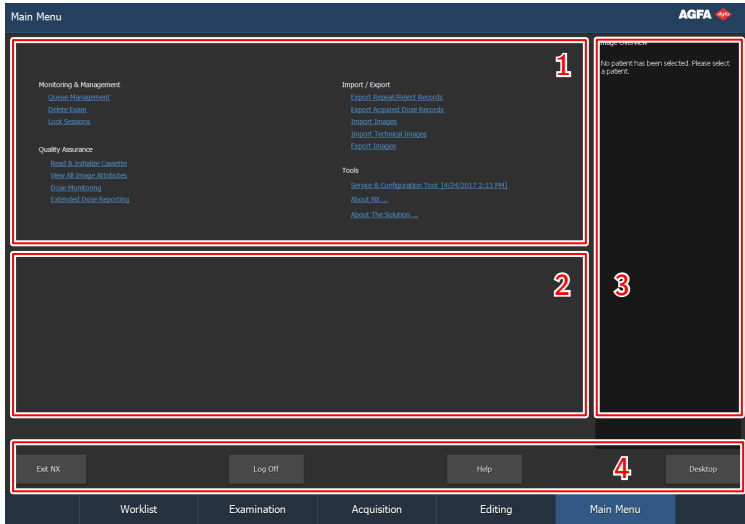 Main Menu
AGFA
1
Image Overview
No patient has been selected. Please select
a patient.
Monitoring & Management
Queue Management
Delete Exam
Lock Sessions
Quality Assurance
Read & Initialize Cassette
View All Image Attributes
Dose Monitoring
Extended Dose Reporting
Import / Export
Export Repeat/Reject Records
Export Acquired Dose Records
Import Images
Import Technical Images
Export Images
Tools
Service & Configuration Tool [4/24/2017 2:13 PM]
About NX ...
About The Solution ...
2
3
Exit NX
Log Off
Help
4
Desktop
Worklist
Examination
Acquisition
Editing
Main Menu